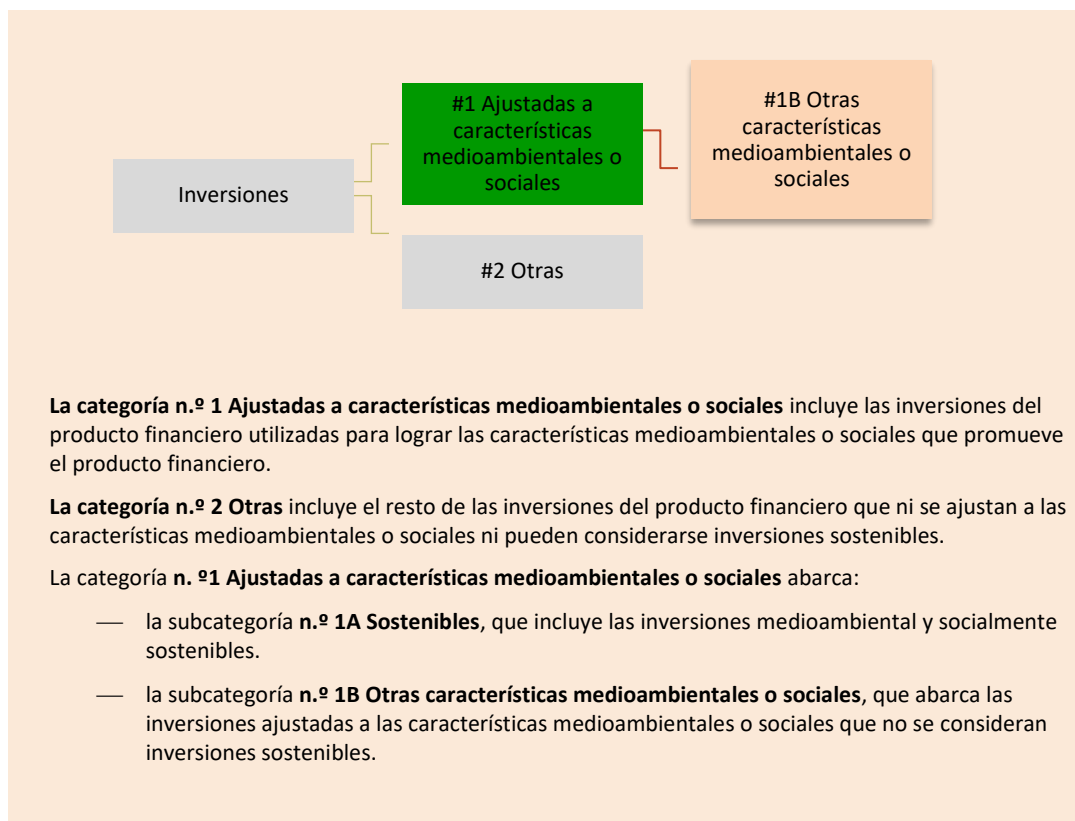 #1 Ajustadas a
características
medioambientales o
sociales
#1B Otras
características
medioambientales o
sociales
Inversiones
#2 Otras
La categoría n.º 1 Ajustadas a características medioambientales o sociales incluye las inversiones del
producto financiero utilizadas para lograr las características medioambientales o sociales que promueve
el producto financiero.
La categoría n.º 2 Otras incluye el resto de las inversiones del producto financiero que ni se ajustan a las
características medioambientales o sociales ni pueden considerarse inversiones sostenibles.
La categoría n. º1 Ajustadas a características medioambientales o sociales abarca:
— la subcategoría n.º 1A Sostenibles, que incluye las inversiones medioambiental y socialmente
sostenibles.
— la subcategoría n.º 1B Otras características medioambientales o sociales, que abarca las
inversiones ajustadas a las características medioambientales o sociales que no se consideran
inversiones sostenibles.